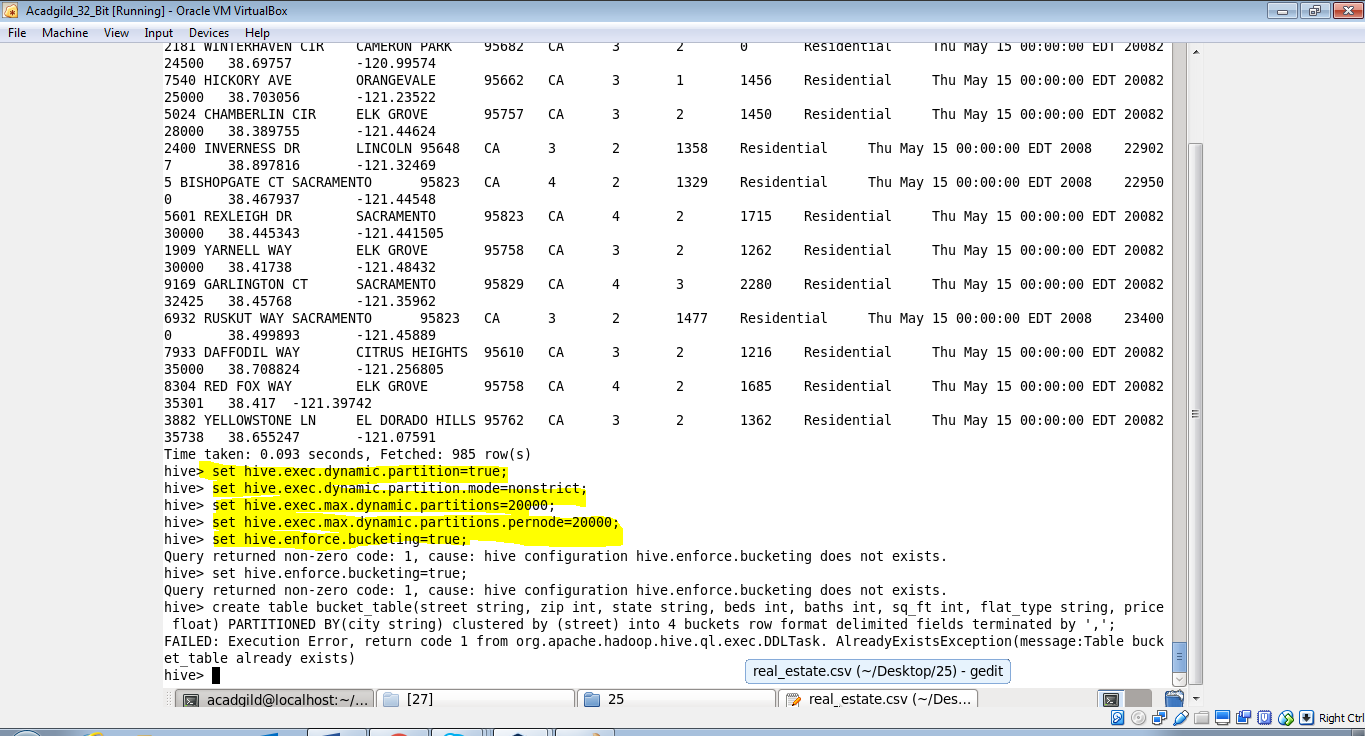 Acadgild_32_Bit [Running] - Oracle VM VirtualBox
File Machine View Input Devices Help
2181 WINTERHAVEN CIR CAMERON PARK 95682 CA 3 2 0 Residential Thu May 15 00:00:00 EDT 20082
24500 38.69757 -120.99574
7540 HICKORY AVE ORANGEVALE 95662 CA 3 1 1456 Residential Thu May 15 00:00:00 EDT 20082
25000 38.703056 -121.23522
5024 CHAMBERLIN CIR ELK GROVE 95757 CA 3 2 1450 Residential Thu May 15 00:00:00 EDT 20082
28000 38.389755 -121.44624
2400 INVERNESS DR LINCOLN 95648 CA 3 2 1358 Residential Thu May 15 00:00:00 EDT 2008 22902
7 38.897816 -121.32469
5 BISHOPGATE CT SACRAMENTO 95823 CA 4 2 1329 Residential Thu May 15 00:00:00 EDT 2008 22950
0 38.467937 -121.44548
5601 REXLEIGH DR SACRAMENTO 95823 CA 4 2 1715 Residential Thu May 15 00:00:00 EDT 20082
30000 38.445343 -121.441505
1909 YARNELL WAY ELK GROVE 95758 CA 3 2 1262 Residential Thu May 15 00:00:00 EDT 20082
30000 38.41738 -121.48432
9169 GARLINGTON CT SACRAMENTO 95829 CA 4 3 2280 Residential Thu May 15 00:00:00 EDT 20082
32425 38.45768 -121.35962
6932 RUSKUT WAY SACRAMENTO 95823 CA 3 2 1477 Residential Thu May 15 00:00:00 EDT 2008 23400
0 38.499893 -121.45889
7933 DAFFODIL WAY CITRUS HEIGHTS 95610 CA 3 2 1216 Residential Thu May 15 00:00:00 EDT 20082
35000 38.708824 -121.256805
8304 RED FOX WAY ELK GROVE 95758 CA 4 2 1685 Residential Thu May 15 00:00:00 EDT 20082
35301 38.417 -121.39742
3882 YELLOWSTONE LN EL DORADO HILLS 95762 CA 3 2 1362 Residential Thu May 15 00:00:00 EDT 20082
35738 38.655247 -121.07591
Time taken: 0.093 seconds, Fetched: 985 row(s)
hive> set hive.exec.dynamic.partition=true;
hive> set hive.exec.dynamic.partition.mode=nonstrict;
hive> set hive.exec.max.dynamic.partitions=20000;
hive> set hive.exec.max.dynamic.partitions.pernode=20000;
hive> set hive.enforce.bucketing=true;
Query returned non-zero code: 1, cause: hive configuration hive.enforce.bucketing does not exists.
hive> set hive.enforce.bucketing=true;
Query returned non-zero code: 1, cause: hive configuration hive.enforce.bucketing does not exists.
hive> create table bucket_table(street string, zip int, state string, beds int, baths int, sq_ft int, flat_type string, price
float) PARTITIONED BY(city string) clustered by (street) into 4 buckets row format delimited fields terminated by ',';
FAILED: Execution Error, return code 1 from org.apache.hadoop.hive.ql.exec.DDLTask. AlreadyExistsException(message:Table buck
et_table already exists)
hive>
real_estate.csv (~/Desktop/25) - gedit
acadgild@localhost:~/... [27] 25 real_estate.csv (~/Des...
Right Ctrl